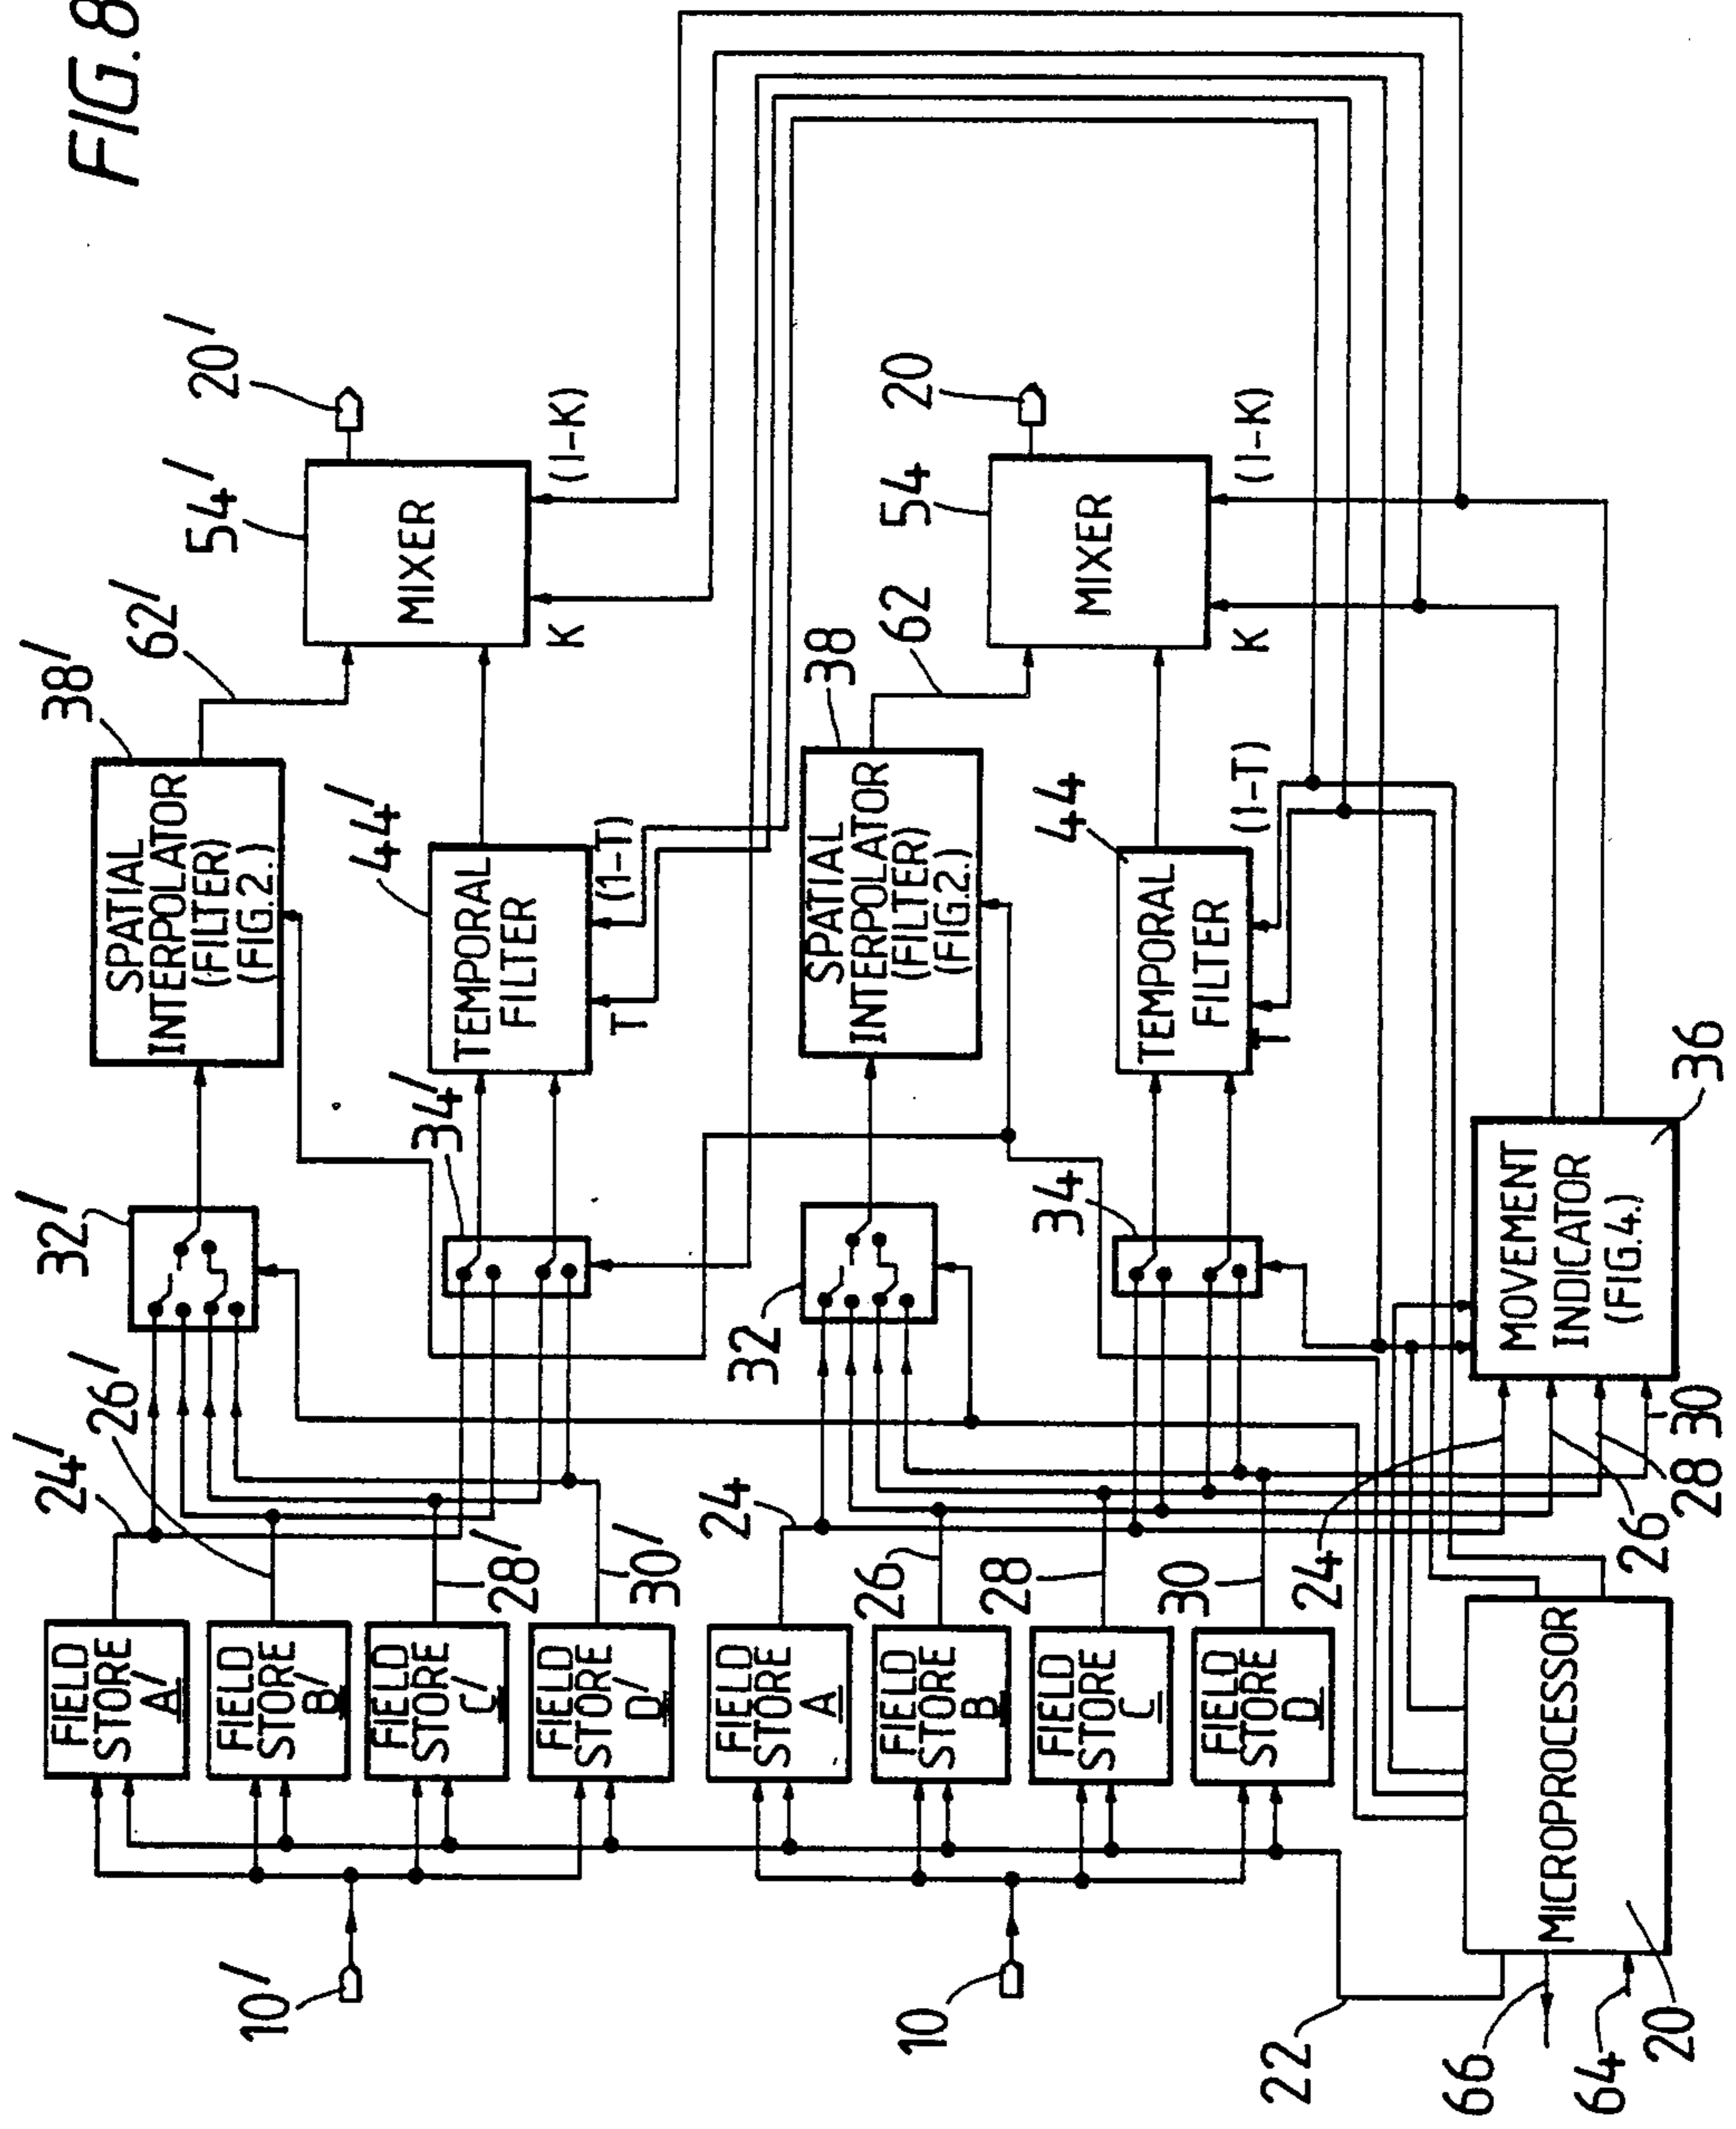 FIG.8
10/
FIELD
STORE
A/
FIELD
STORE
B/
FIELD
STORE
C/
FIELD
STORE
D/
24/
26/
28/
30/
32/
34/
SPATIAL
INTERPOLATOR
(FILTER)
(FIG.2.)
38/
62/
TEMPORAL
FILTER
44/
T
(1-T)
MIXER
54/
K
(1-K)
20/
10
FIELD
STORE
A
FIELD
STORE
B
FIELD
STORE
C
FIELD
STORE
D
24
26
28
30
32
34
SPATIAL
INTERPOLATOR
(FILTER)
(FIG2.)
38
62
TEMPORAL
FILTER
44
T
(1-T)
MIXER
54
K
(1-K)
20
22
66
64
20
MICROPROCESSOR
24
26
28
30
MOVEMENT
INDICATOR
(FIG.4.)
36